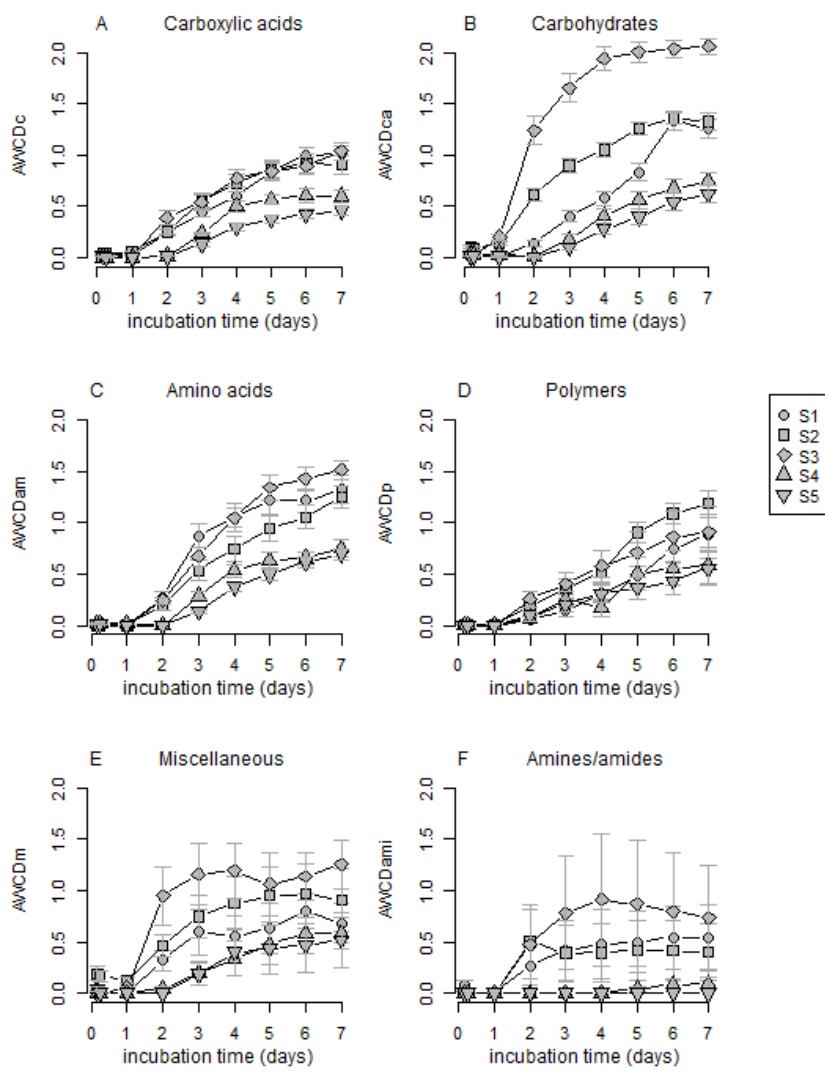 A Carboxylic acids
AWCDc
0.0 0.5 1.0 1.5 2.0
0 1 2 3 4 5 6 7
incubation time (days)
B Carbohydrates
AWCDca
0.0 0.5 1.0 1.5 2.0
0 1 2 3 4 5 6 7
incubation time (days)
C Amino acids
AWCDam
0.0 0.5 1.0 1.5 2.0
0 1 2 3 4 5 6 7
incubation time (days)
D Polymers
AWCDp
0.0 0.5 1.0 1.5 2.0
0 1 2 3 4 5 6 7
incubation time (days)
S1
S2
S3
S4
S5
E Miscellaneous
AWCDm
0.0 0.5 1.0 1.5 2.0
0 1 2 3 4 5 6 7
incubation time (days)
F Amines/amides
AWCDami
0.0 0.5 1.0 1.5 2.0
0 1 2 3 4 5 6 7
incubation time (days)